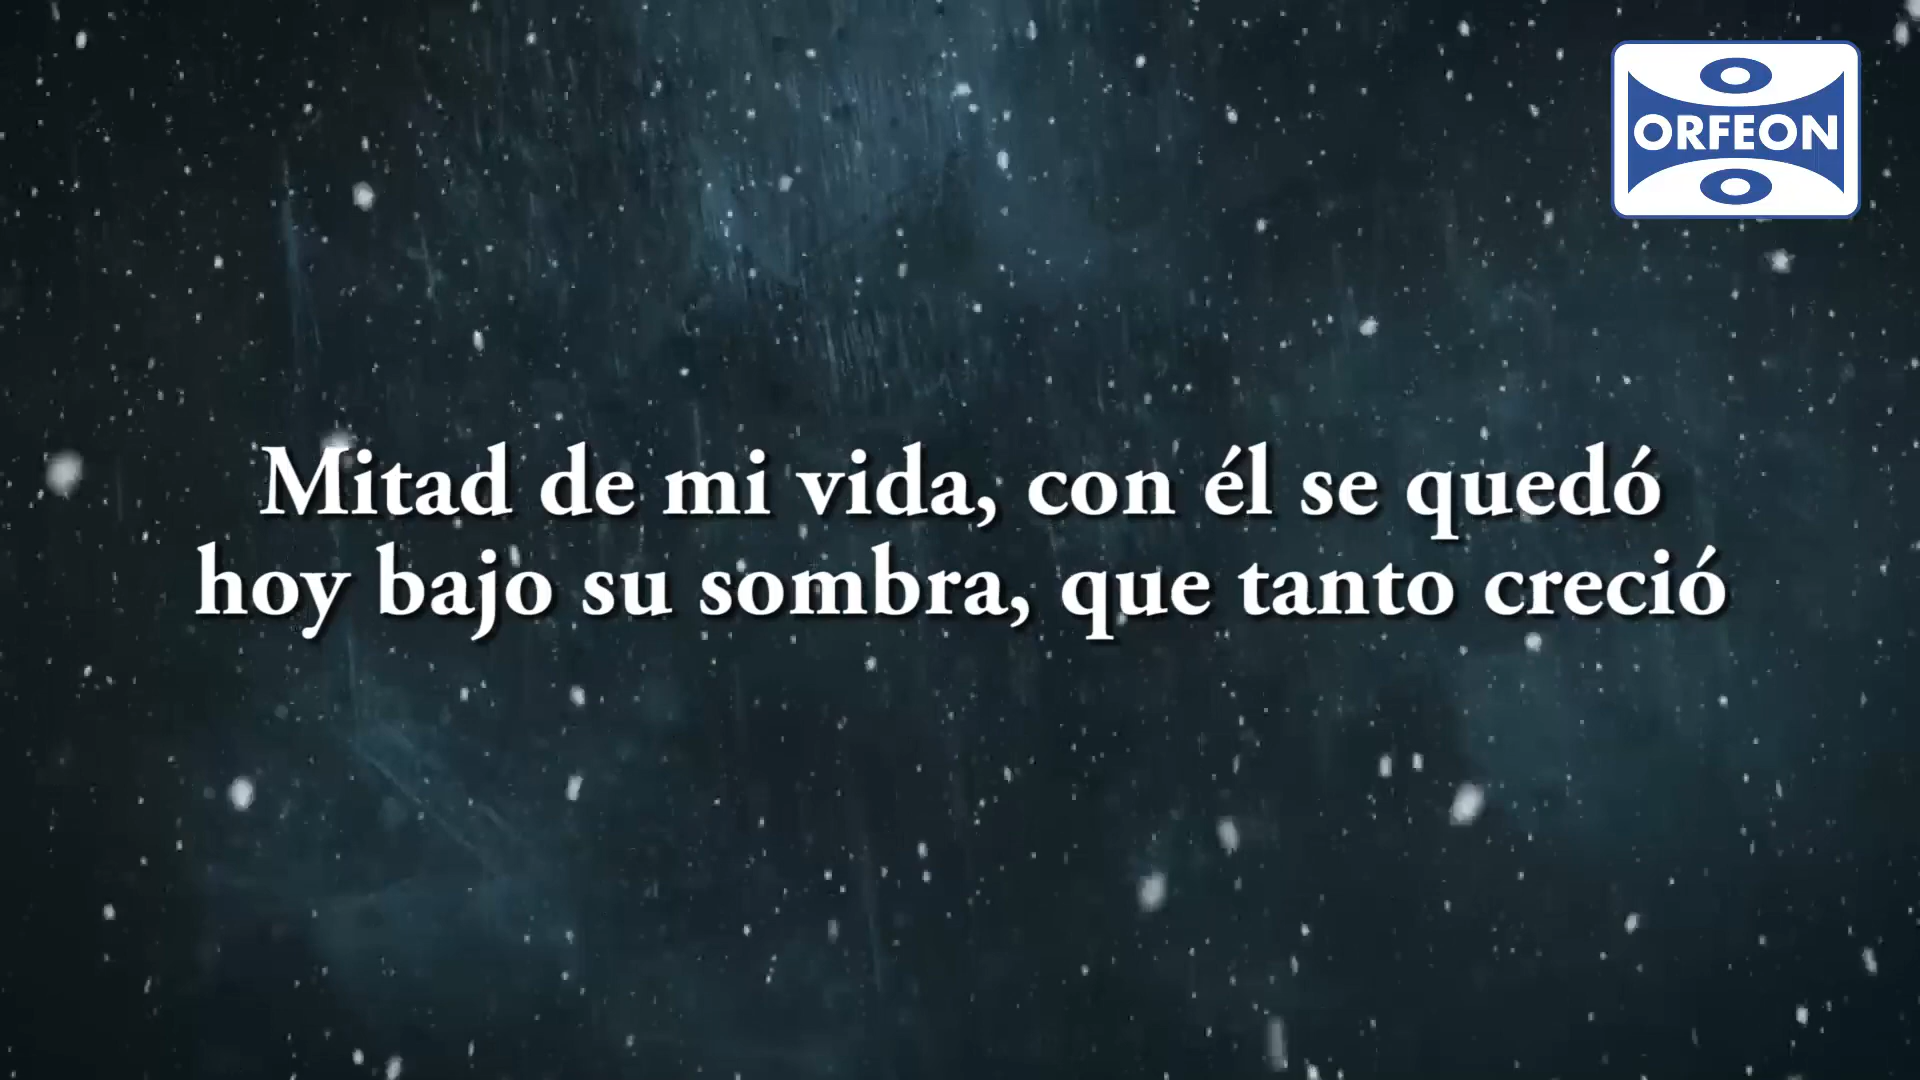 ORFEON
Mitad de mi vida, con él se quedó
hoy bajo su sombra, que tanto creció